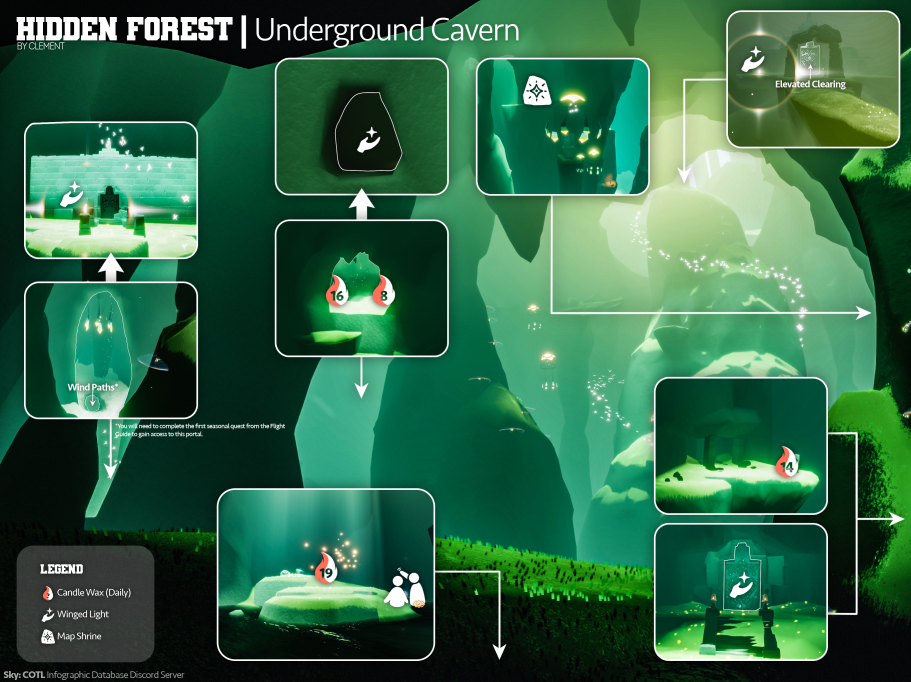 HIDDEN FOREST | Underground Cavern
BY CLEMENT
Elevated Clearing
16
8
Wind Paths*
*You will need to complete the first seasonal quest from the Flight
Guide to gain access to this portal.
14
19
LEGEND
Candle Wax (Daily)
Winged Light
Map Shrine
Sky: COTL Infographic Database Discord Server